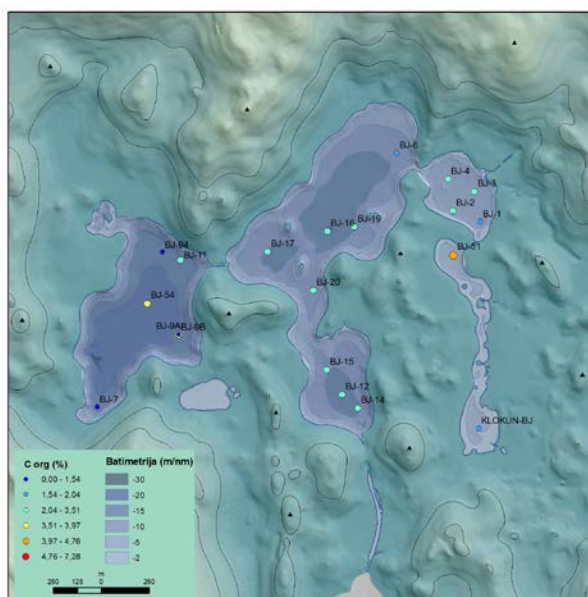 BJ-6
BJ-4
BJ-3
BJ-2
BJ-1
BJ-19
BJ-16
BJ-51
BJ-94
BJ-11
BJ-17
BJ-20
BJ-54
BJ-9A
BJ-9B
BJ-15
BJ-12
BJ-14
BJ-7
KLOKUN-BJ
C org (%)
0,00 - 1,54
1,54 - 2,04
2,04 - 3,51
3,51 - 3,97
3,97 - 4,76
4,76 - 7,28
Batimetrija (m/nm)
-30
-20
-15
-10
-5
-2
m
250 125 0 250